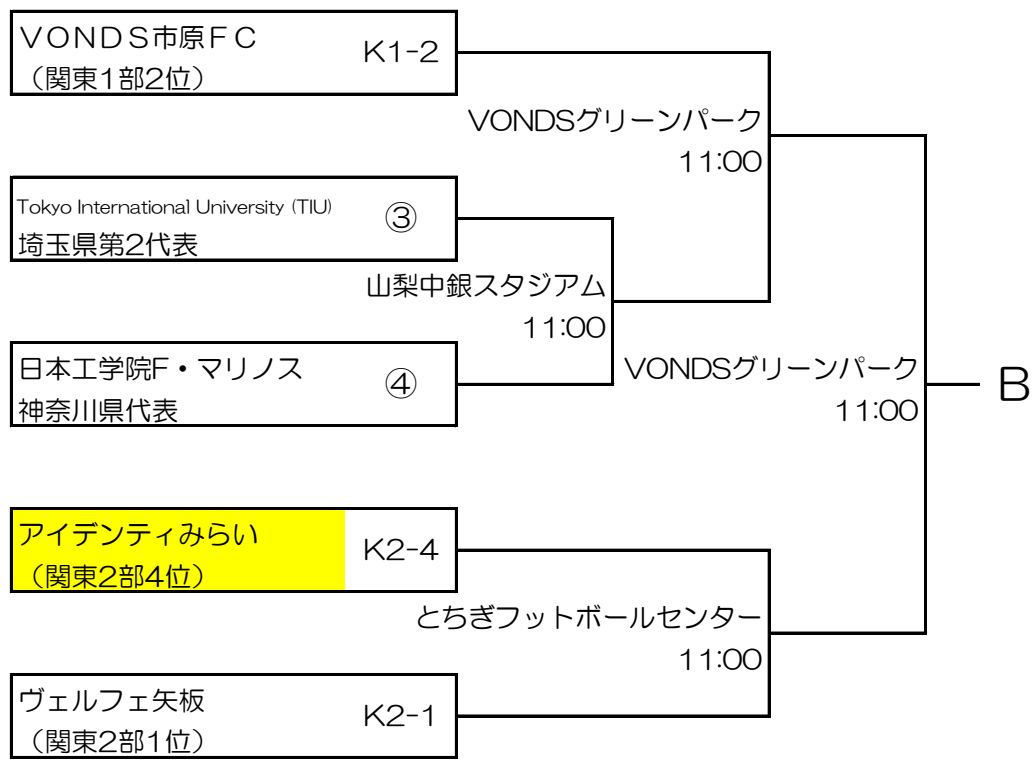 ＶＯＮＤＳ市原ＦＣ
（関東1部2位）
K1-2
VONDSグリーンパーク
11:00
Tokyo International University (TIU)
埼玉県第2代表
③
山梨中銀スタジアム
11:00
日本工学院F・マリノス
神奈川県代表
④
VONDSグリーンパーク
11:00
B
アイデンティみらい
（関東2部4位）
K2-4
とちぎフットボールセンター
11:00
ヴェルフェ矢板
（関東2部1位）
K2-1